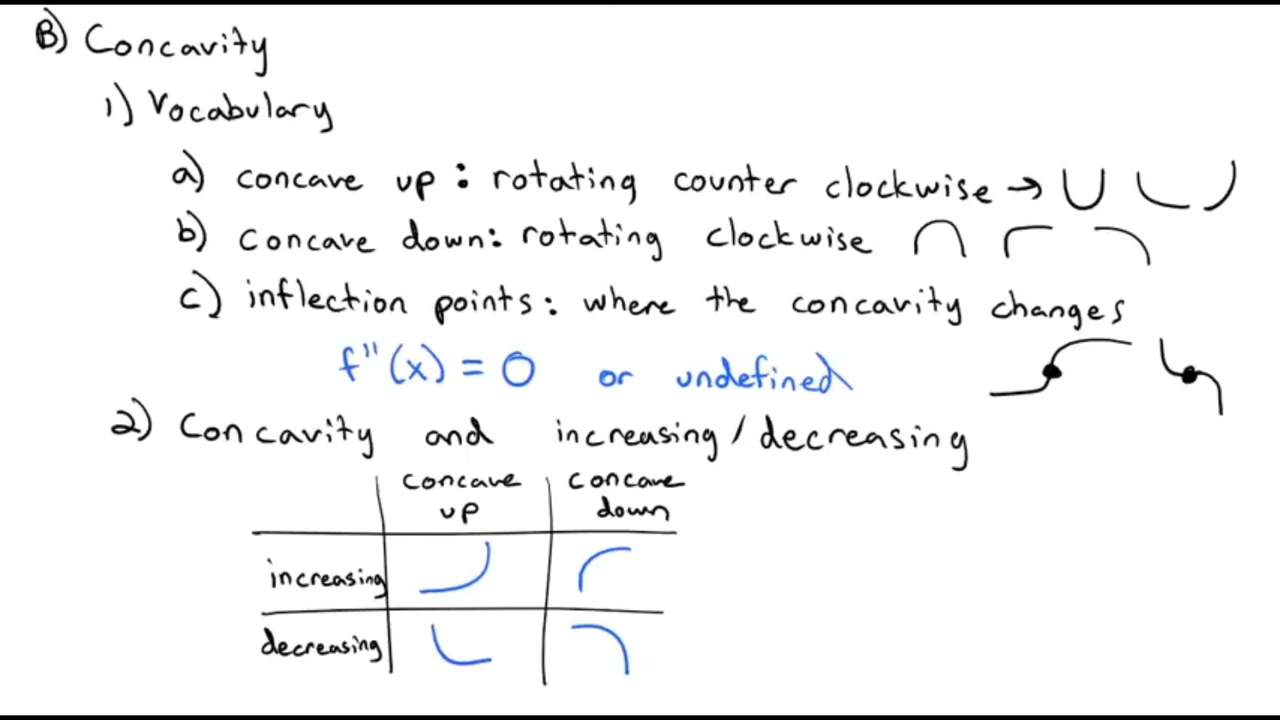 B) Concavity
1) Vocabulary
a) concave up: rotating counter clockwise →
b) concave down: rotating clockwise
c) inflection points: where the concavity changes
f"(x) = 0 or undefined
2) Concavity and increasing/decreasing
concave up concave down
increasing
decreasing